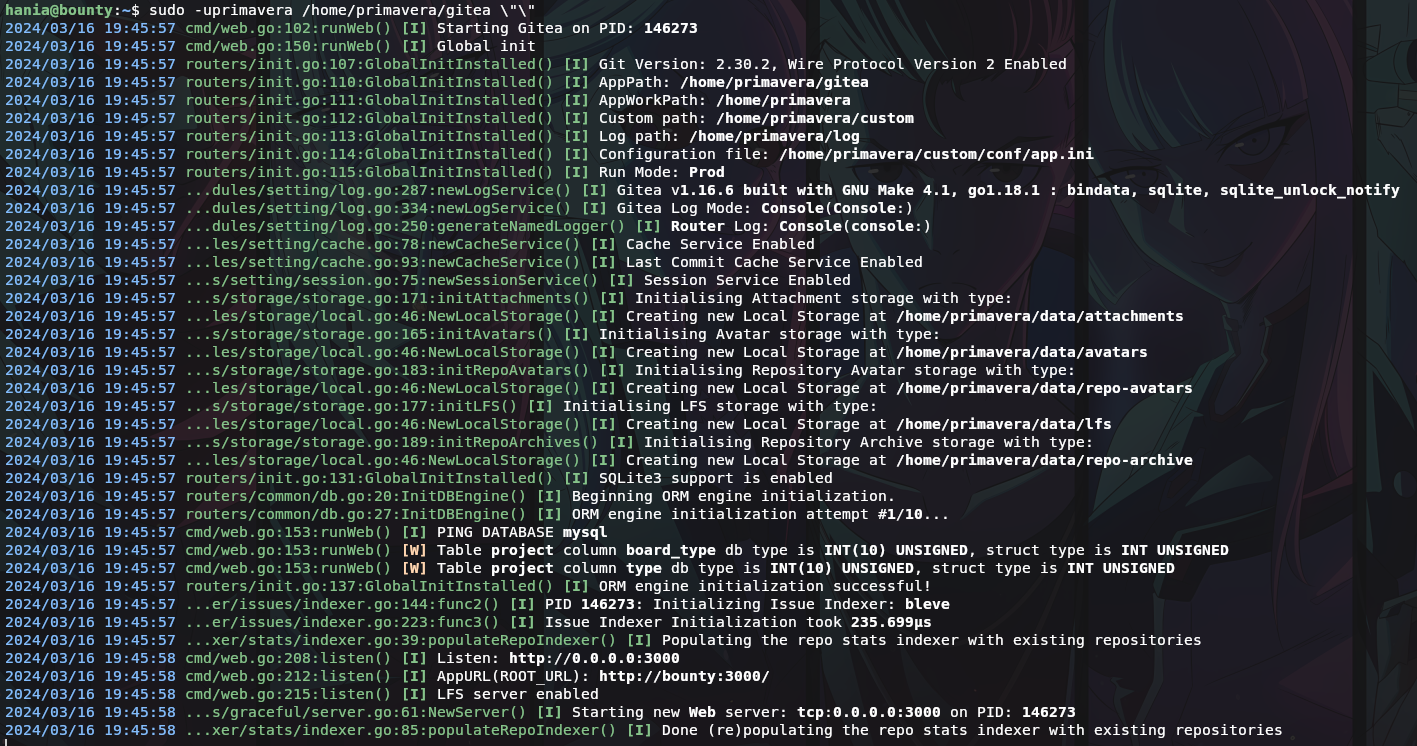 hania@bounty:~$ sudo -uprimavera /home/primavera/gitea \"\"
2024/03/16 19:45:57 cmd/web.go:102:runWeb() [I] Starting Gitea on PID: 146273
2024/03/16 19:45:57 cmd/web.go:150:runWeb() [I] Global init
2024/03/16 19:45:57 routers/init.go:107:GlobalInitInstalled() [I] Git Version: 2.30.2, Wire Protocol Version 2 Enabled
2024/03/16 19:45:57 routers/init.go:110:GlobalInitInstalled() [I] AppPath: /home/primavera/gitea
2024/03/16 19:45:57 routers/init.go:111:GlobalInitInstalled() [I] AppWorkPath: /home/primavera
2024/03/16 19:45:57 routers/init.go:112:GlobalInitInstalled() [I] Custom path: /home/primavera/custom
2024/03/16 19:45:57 routers/init.go:113:GlobalInitInstalled() [I] Log path: /home/primavera/log
2024/03/16 19:45:57 routers/init.go:114:GlobalInitInstalled() [I] Configuration file: /home/primavera/custom/conf/app.ini
2024/03/16 19:45:57 routers/init.go:115:GlobalInitInstalled() [I] Run Mode: Prod
2024/03/16 19:45:57 ...dules/setting/log.go:287:newLogService() [I] Gitea v1.16.6 built with GNU Make 4.1, go1.18.1 : bindata, sqlite, sqlite_unlock_notify
2024/03/16 19:45:57 ...dules/setting/log.go:334:newLogService() [I] Gitea Log Mode: Console(Console:)
2024/03/16 19:45:57 ...dules/setting/log.go:250:generateNamedLogger() [I] Router Log: Console(console:)
2024/03/16 19:45:57 ...les/setting/cache.go:78:newCacheService() [I] Cache Service Enabled
2024/03/16 19:45:57 ...les/setting/cache.go:93:newCacheService() [I] Last Commit Cache Service Enabled
2024/03/16 19:45:57 ...s/setting/session.go:75:newSessionService() [I] Session Service Enabled
2024/03/16 19:45:57 ...s/storage/storage.go:171:initAttachments() [I] Initialising Attachment storage with type:
2024/03/16 19:45:57 ...les/storage/local.go:46:NewLocalStorage() [I] Creating new Local Storage at /home/primavera/data/attachments
2024/03/16 19:45:57 ...s/storage/storage.go:165:initAvatars() [I] Initialising Avatar storage with type:
2024/03/16 19:45:57 ...les/storage/local.go:46:NewLocalStorage() [I] Creating new Local Storage at /home/primavera/data/avatars
2024/03/16 19:45:57 ...s/storage/storage.go:183:initRepoAvatars() [I] Initialising Repository Avatar storage with type:
2024/03/16 19:45:57 ...les/storage/local.go:46:NewLocalStorage() [I] Creating new Local Storage at /home/primavera/data/repo-avatars
2024/03/16 19:45:57 ...s/storage/storage.go:177:initLFS() [I] Initialising LFS storage with type:
2024/03/16 19:45:57 ...les/storage/local.go:46:NewLocalStorage() [I] Creating new Local Storage at /home/primavera/data/lfs
2024/03/16 19:45:57 ...s/storage/storage.go:189:initRepoArchives() [I] Initialising Repository Archive storage with type:
2024/03/16 19:45:57 ...les/storage/local.go:46:NewLocalStorage() [I] Creating new Local Storage at /home/primavera/data/repo-archive
2024/03/16 19:45:57 routers/init.go:131:GlobalInitInstalled() [I] SQLite3 support is enabled
2024/03/16 19:45:57 routers/common/db.go:20:InitDBEngine() [I] Beginning ORM engine initialization.
2024/03/16 19:45:57 routers/common/db.go:27:InitDBEngine() [I] ORM engine initialization attempt #1/10...
2024/03/16 19:45:57 cmd/web.go:153:runWeb() [I] PING DATABASE mysql
2024/03/16 19:45:57 cmd/web.go:153:runWeb() [W] Table project column board_type db type is INT(10) UNSIGNED, struct type is INT UNSIGNED
2024/03/16 19:45:57 cmd/web.go:153:runWeb() [W] Table project column type db type is INT(10) UNSIGNED, struct type is INT UNSIGNED
2024/03/16 19:45:57 routers/init.go:137:GlobalInitInstalled() [I] ORM engine initialization successful!
2024/03/16 19:45:57 ...er/issues/indexer.go:144:func2() [I] PID 146273: Initializing Issue Indexer: bleve
2024/03/16 19:45:57 ...er/issues/indexer.go:223:func3() [I] Issue Indexer Initialization took 235.699µs
2024/03/16 19:45:57 ...xer/stats/indexer.go:39:populateRepoIndexer() [I] Populating the repo stats indexer with existing repositories
2024/03/16 19:45:58 cmd/web.go:208:listen() [I] Listen: http://0.0.0.0:3000
2024/03/16 19:45:58 cmd/web.go:212:listen() [I] AppURL(ROOT_URL): http://bounty:3000/
2024/03/16 19:45:58 cmd/web.go:215:listen() [I] LFS server enabled
2024/03/16 19:45:58 ...s/graceful/server.go:61:NewServer() [I] Starting new Web server: tcp:0.0.0.0:3000 on PID: 146273
2024/03/16 19:45:58 ...xer/stats/indexer.go:85:populateRepoIndexer() [I] Done (re)populating the repo stats indexer with existing repositories